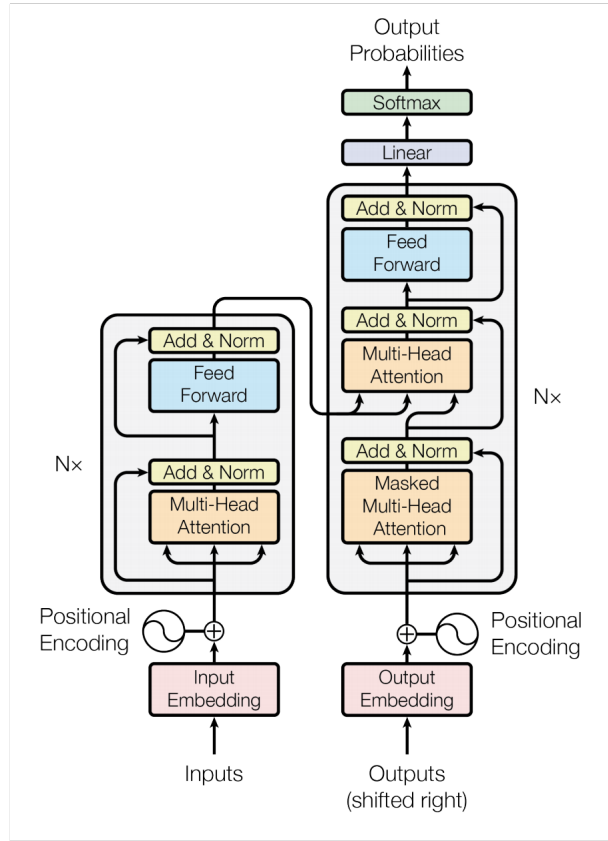 Output
Probabilities
Softmax
Linear
Add & Norm
Feed
Forward
Add & Norm
Multi-Head
Attention
Add & Norm
Masked
Multi-Head
Attention
N×
Add & Norm
Feed
Forward
Add & Norm
Multi-Head
Attention
N×
Positional
Encoding
Positional
Encoding
Input
Embedding
Output
Embedding
Inputs
Outputs
(shifted right)